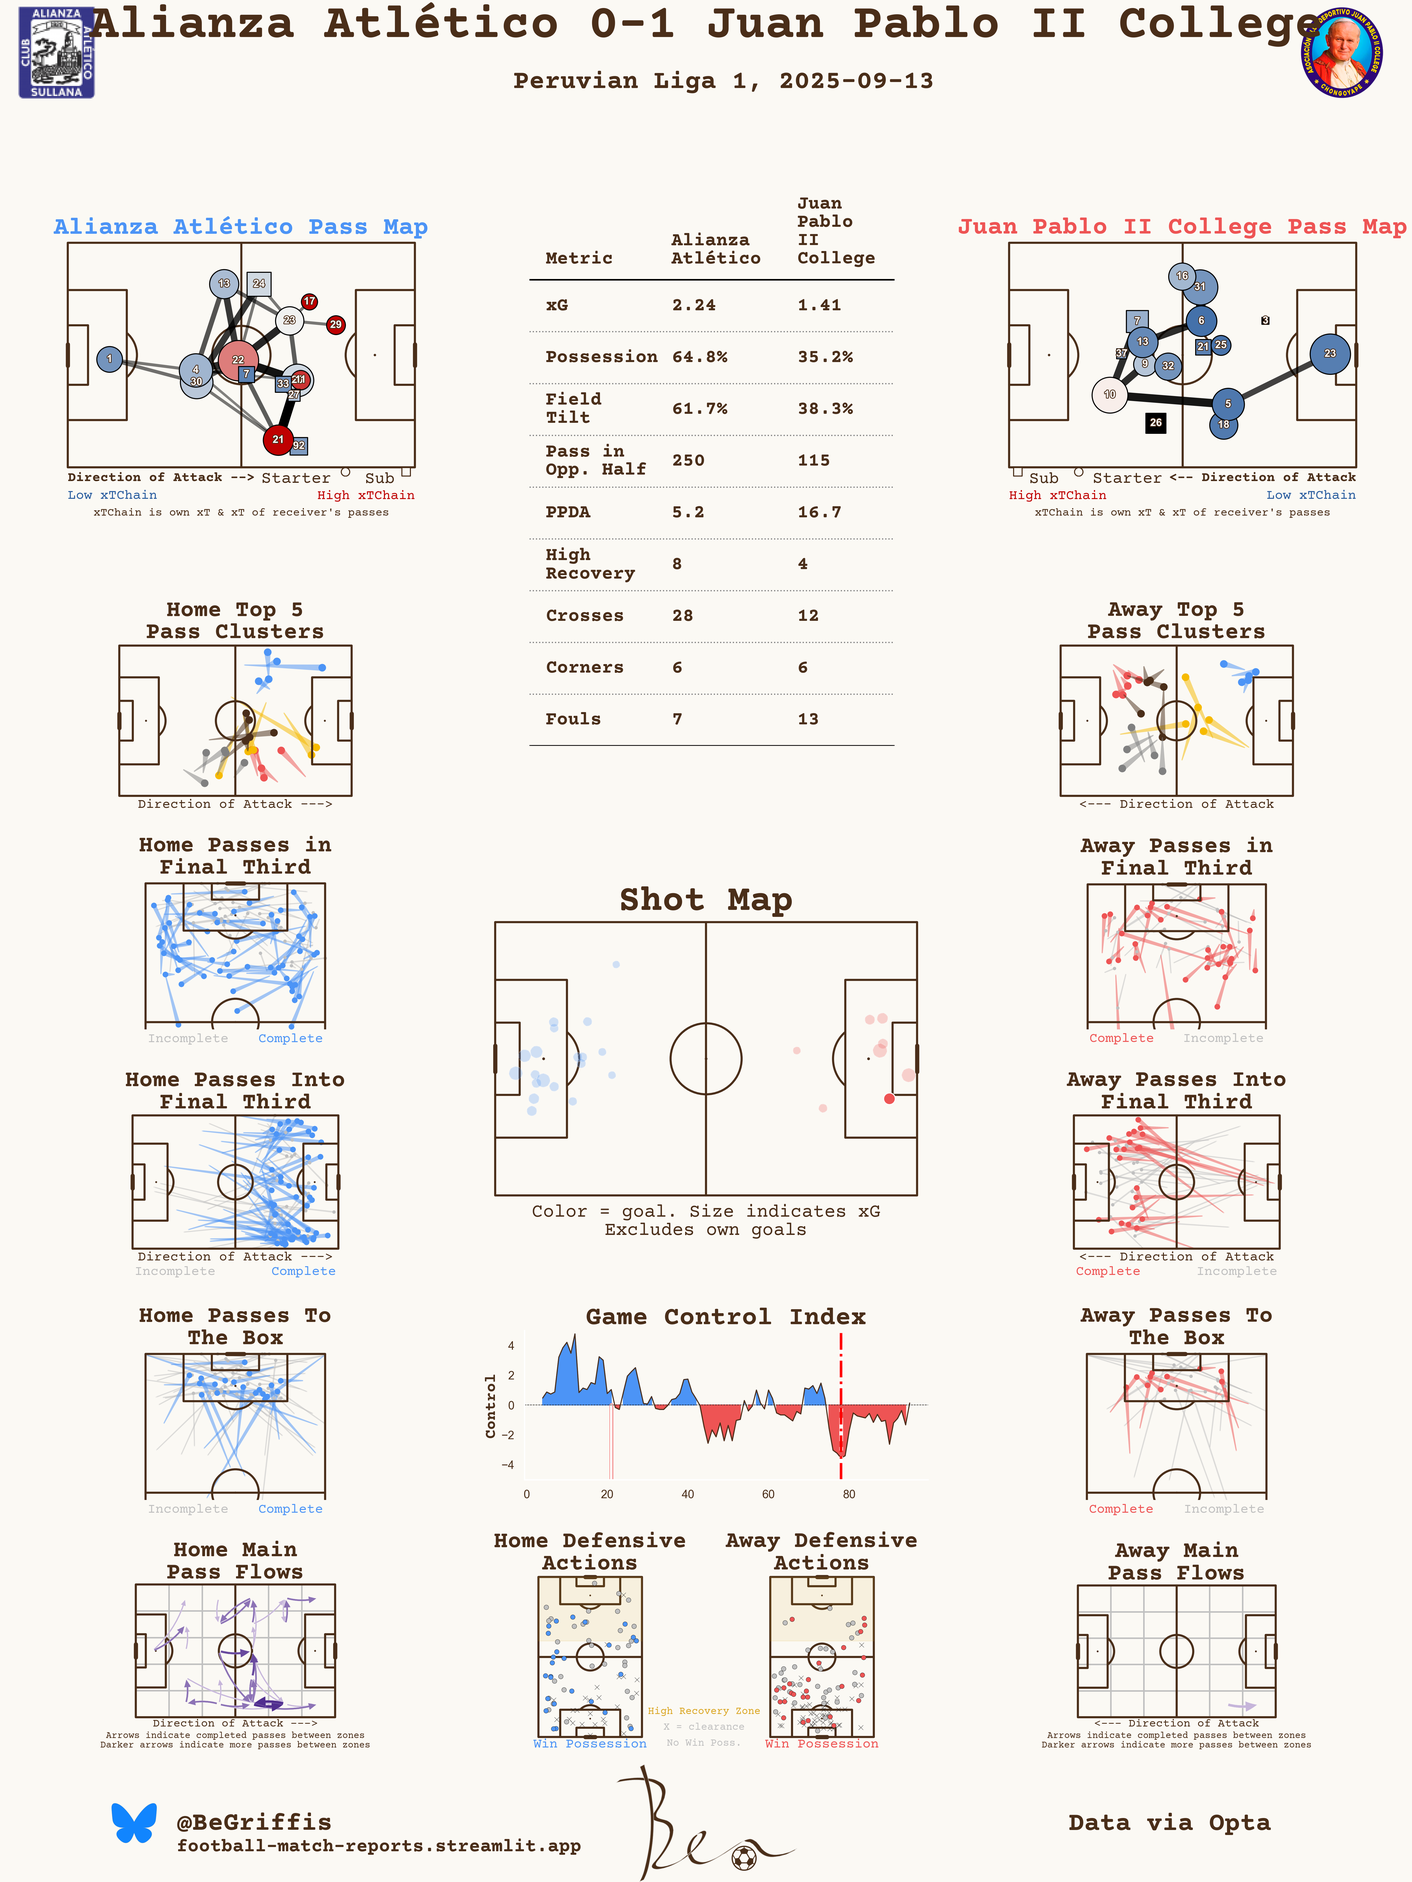 Alianza Atlético 0-1 Juan Pablo II College
Peruvian Liga 1, 2025-09-13
ALIANZA
CLUB
ATLÉTICO
SULLANA
ASOCIACIÓN DEPORTIVO JUAN PABLO II COLLEGE
CHONGOYAPE
Alianza Atlético Pass Map
13
24
17
23
29
1
22
4
30
7
33
27
21
92
Direction of Attack --> Starter Sub
Low xTChain High xTChain
xTChain is own xT & xT of receiver's passes
Metric Alianza Atlético Juan Pablo II College
xG 2.24 1.41
Possession 64.8% 35.2%
Field Tilt 61.7% 38.3%
Pass in Opp. Half 250 115
PPDA 5.2 16.7
High Recovery 8 4
Crosses 28 12
Corners 6 6
Fouls 7 13
Juan Pablo II College Pass Map
16
31
7
6
3
13
37
21
25
23
9
32
10
5
26
18
Sub Starter <-- Direction of Attack
High xTChain Low xTChain
xTChain is own xT & xT of receiver's passes
Home Top 5
Pass Clusters
Direction of Attack --->
Away Top 5
Pass Clusters
<--- Direction of Attack
Home Passes in
Final Third
Incomplete Complete
Shot Map
Color = goal. Size indicates xG
Excludes own goals
Away Passes in
Final Third
Complete Incomplete
Home Passes Into
Final Third
Direction of Attack --->
Incomplete Complete
Away Passes Into
Final Third
<--- Direction of Attack
Complete Incomplete
Home Passes To
The Box
Incomplete Complete
Game Control Index
Control
4
2
0
−2
−4
0 20 40 60 80
Away Passes To
The Box
Complete Incomplete
Home Main
Pass Flows
Direction of Attack --->
Arrows indicate completed passes between zones
Darker arrows indicate more passes between zones
Home Defensive
Actions
Win Possession
High Recovery Zone
X = clearance
No Win Poss.
Away Defensive
Actions
Win Possession
Away Main
Pass Flows
<--- Direction of Attack
Arrows indicate completed passes between zones
Darker arrows indicate more passes between zones
@BeGriffis
football-match-reports.streamlit.app
Ben
Data via Opta